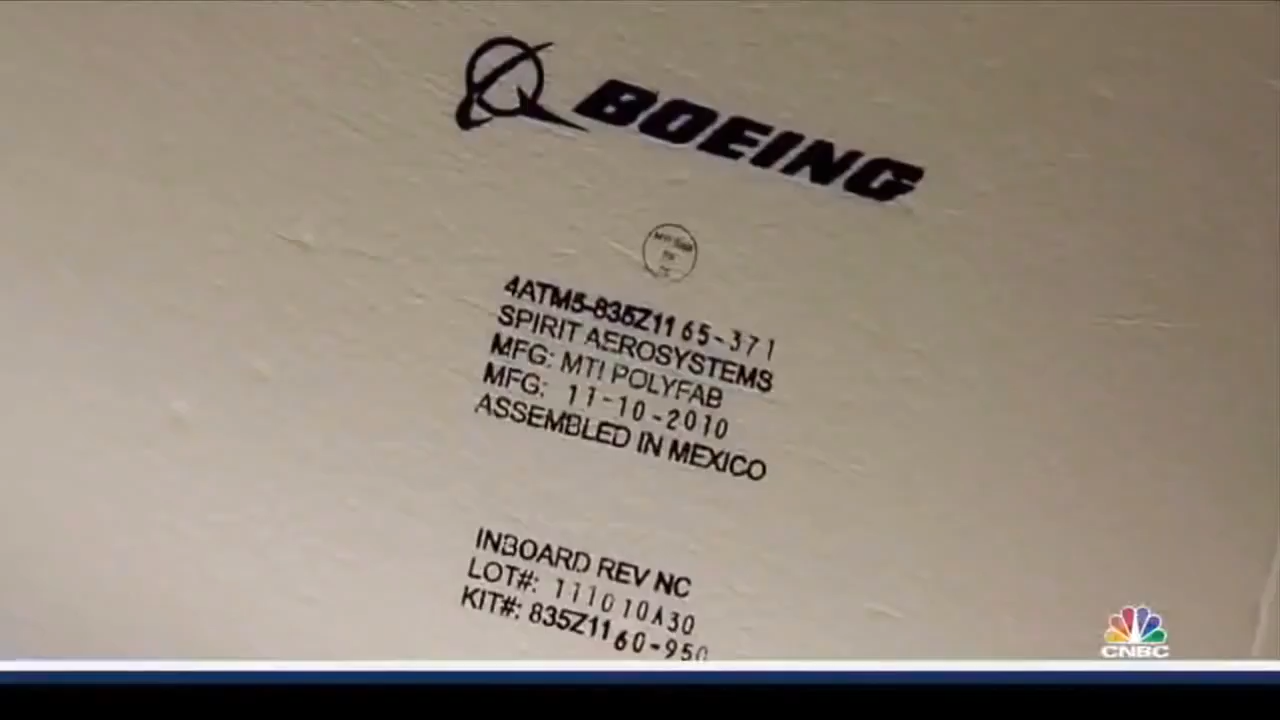 BOEING
4ATM5-835Z1165-371
SPIRIT AEROSYSTEMS
MFG: MTI POLYFAB
MFG: 11-10-2010
ASSEMBLED IN MEXICO
INBOARD REV NC
LOT#: 111010A30
KIT#: 835Z1160-950
CNBC